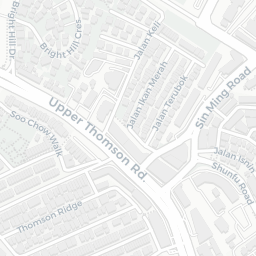 Bright Hill Dr
Bright Hill Cres
Jalan Keli
Jalan Ikan Merah
Jalan Terubok
Sin Ming Road
Upper Thomson Rd
Soo Chow Walk
Jalan Isnin
Shunfu Road
Thomson Ridge